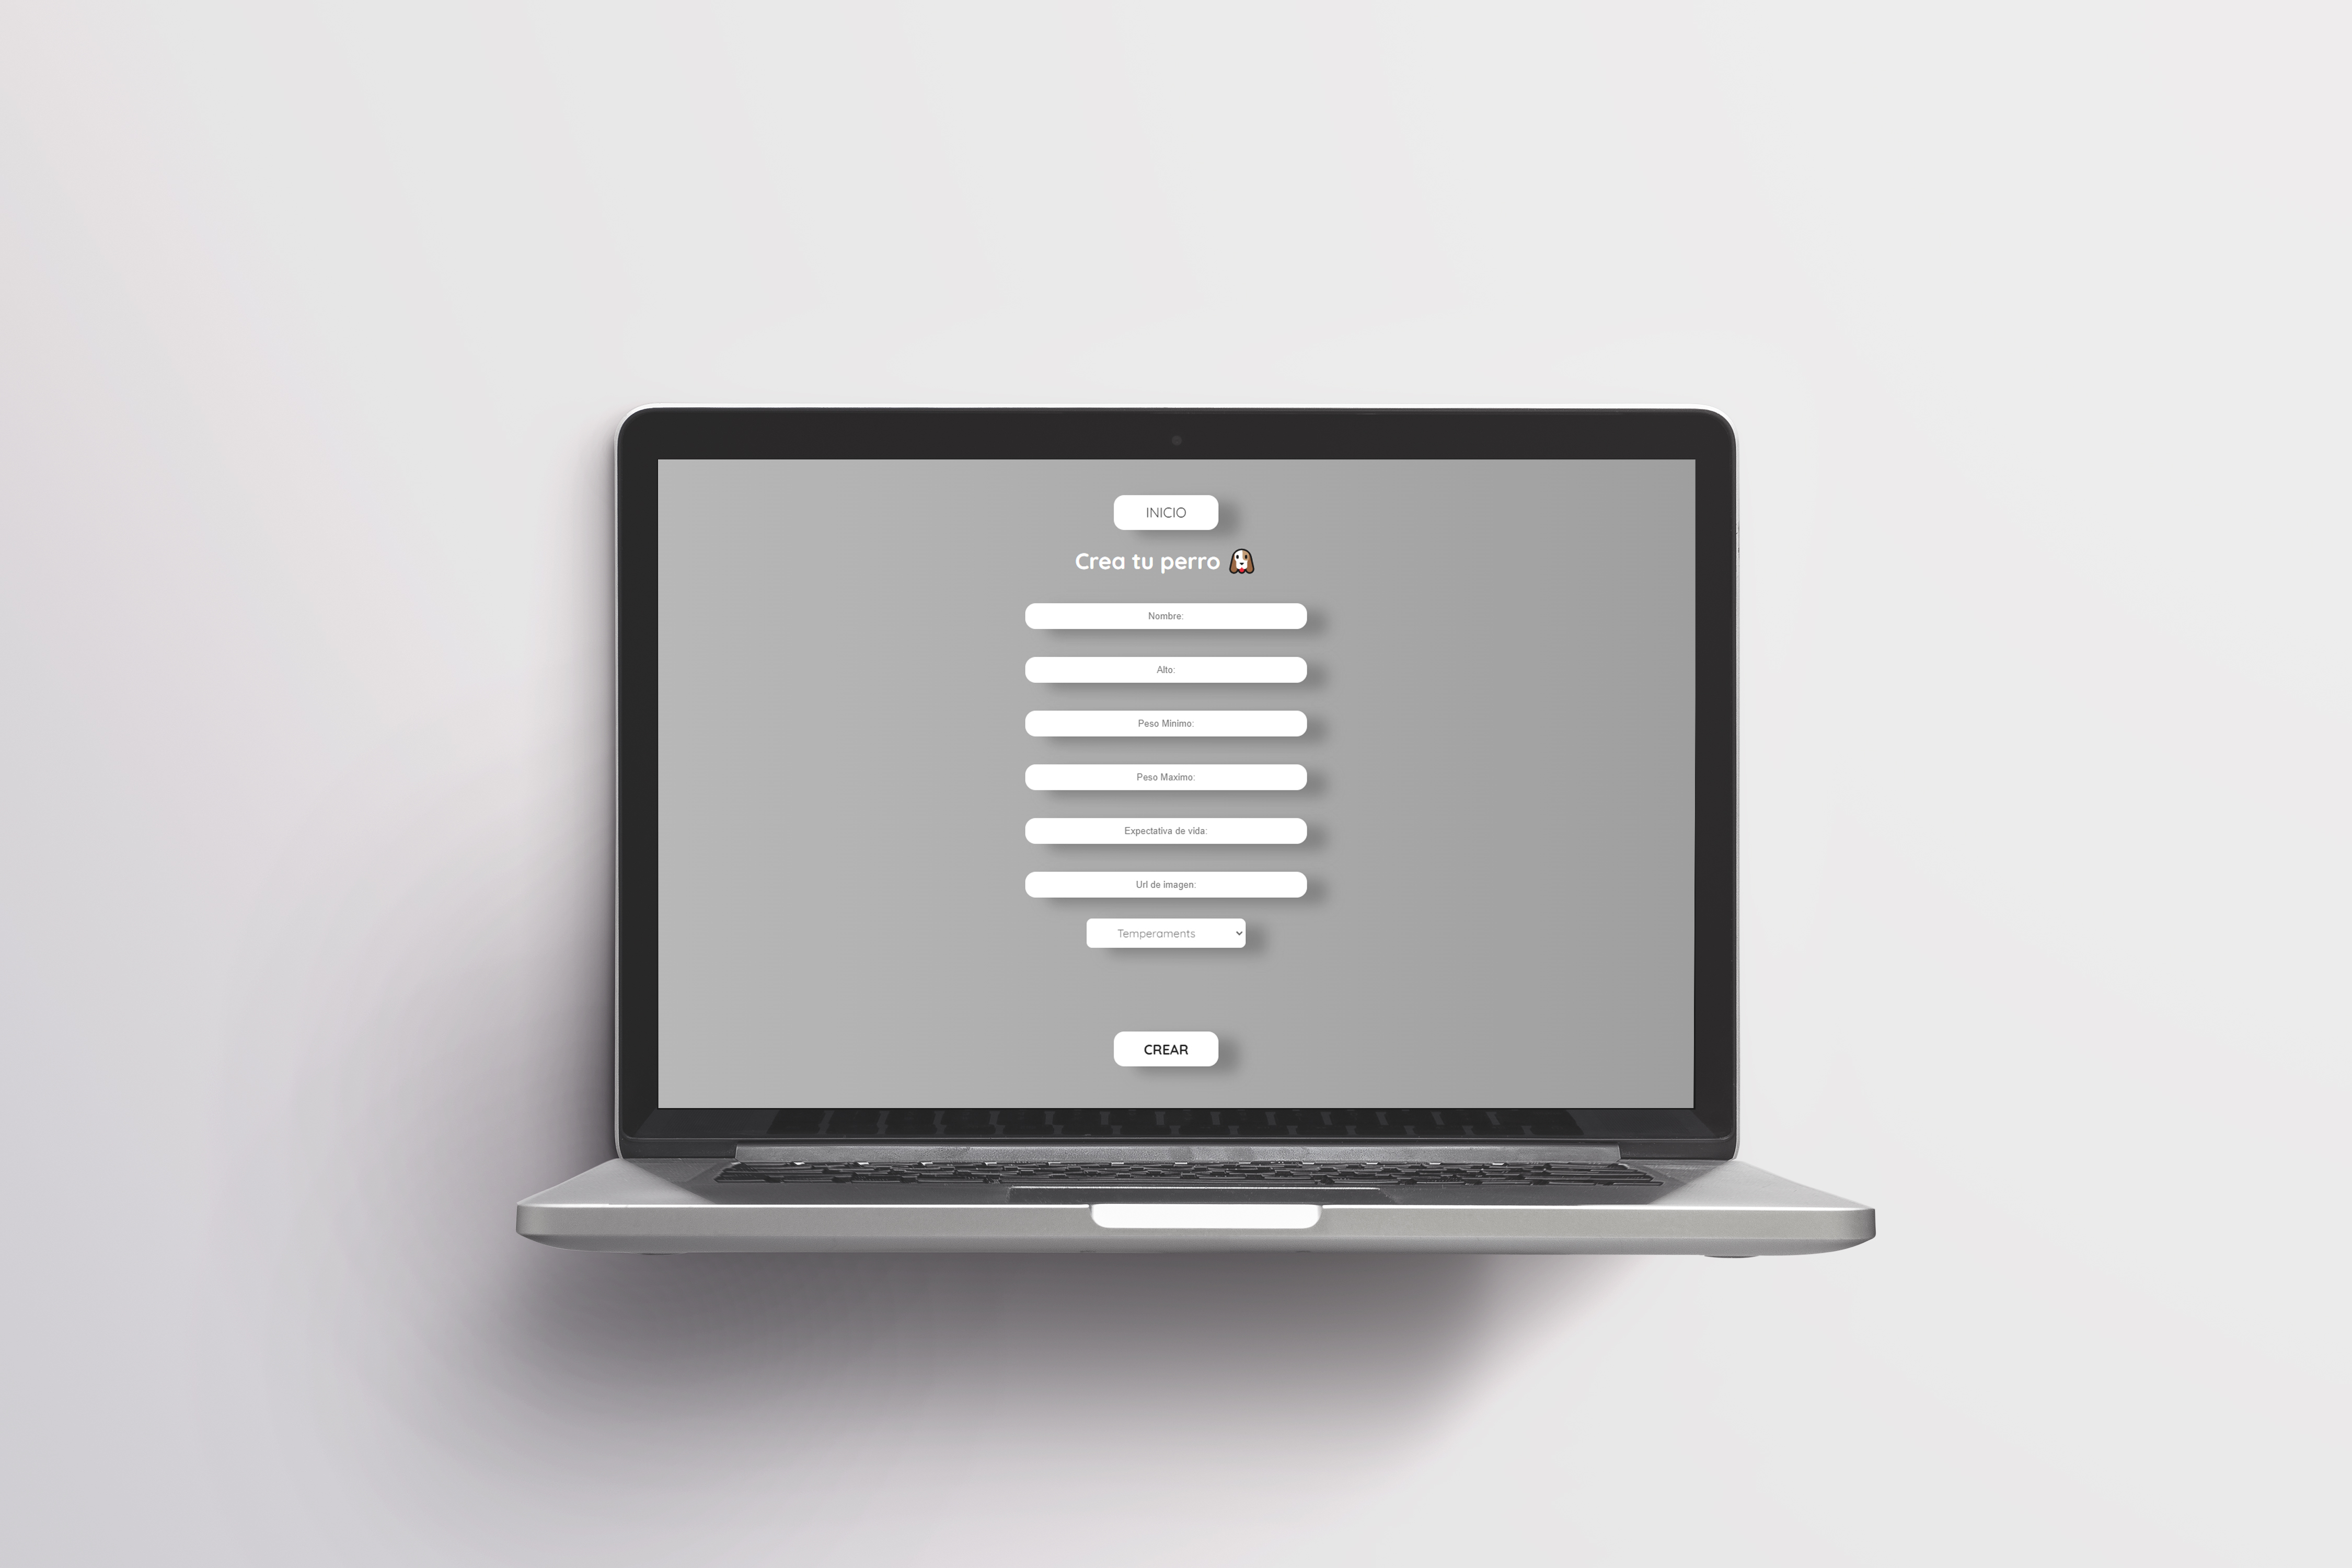 INICIO
Crea tu perro
Nombre:
Alto:
Peso Minimo:
Peso Maximo:
Expectativa de vida:
Url de imagen:
Temperaments
CREAR